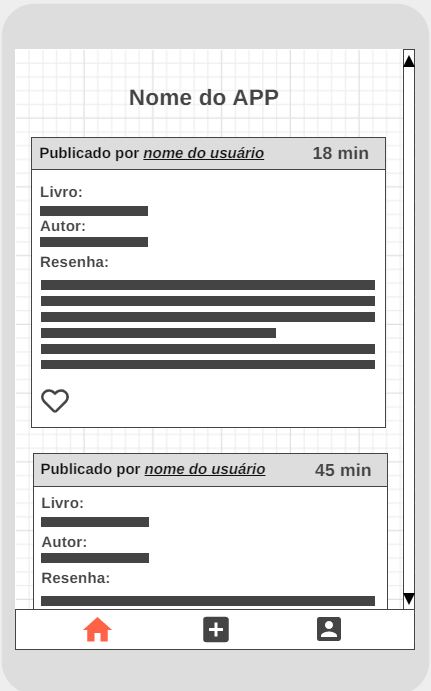 Nome do APP
Publicado por nome do usuário 18 min
Livro:
Autor:
Resenha:
Publicado por nome do usuário 45 min
Livro:
Autor:
Resenha: